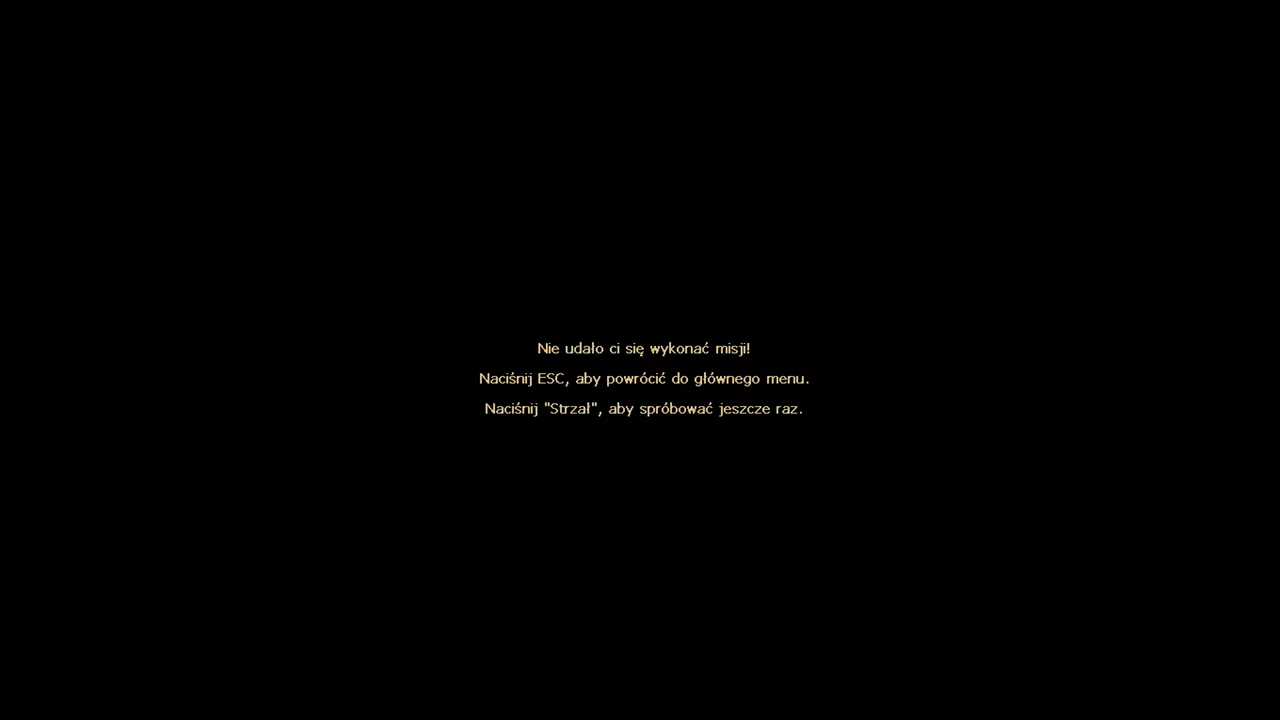 Nie udało ci się wykonać misji!
Naciśnij ESC, aby powrócić do głównego menu.
Naciśnij "Strzał", aby spróbować jeszcze raz.